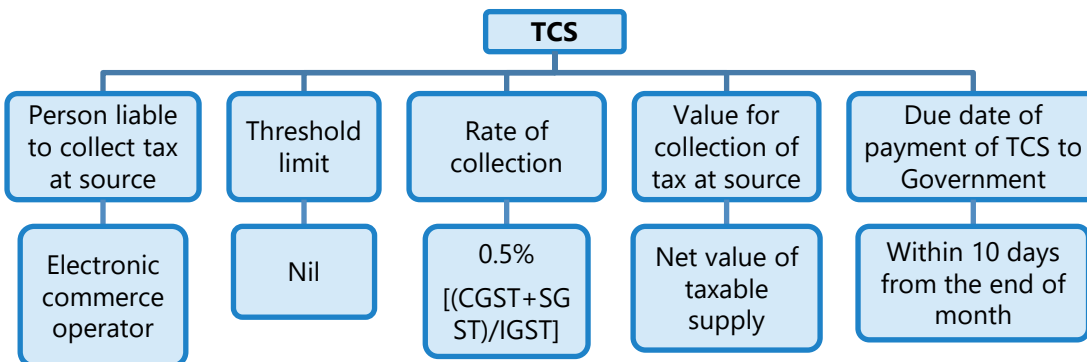 TCS
Person liable
to collect tax
at source
Threshold
limit
Rate of
collection
Value for
collection of
tax at source
Due date of
payment of TCS to
Government
Electronic
commerce
operator
Nil
0.5%
[(CGST+SG
ST)/IGST]
Net value of
taxable
supply
Within 10 days
from the end of
month